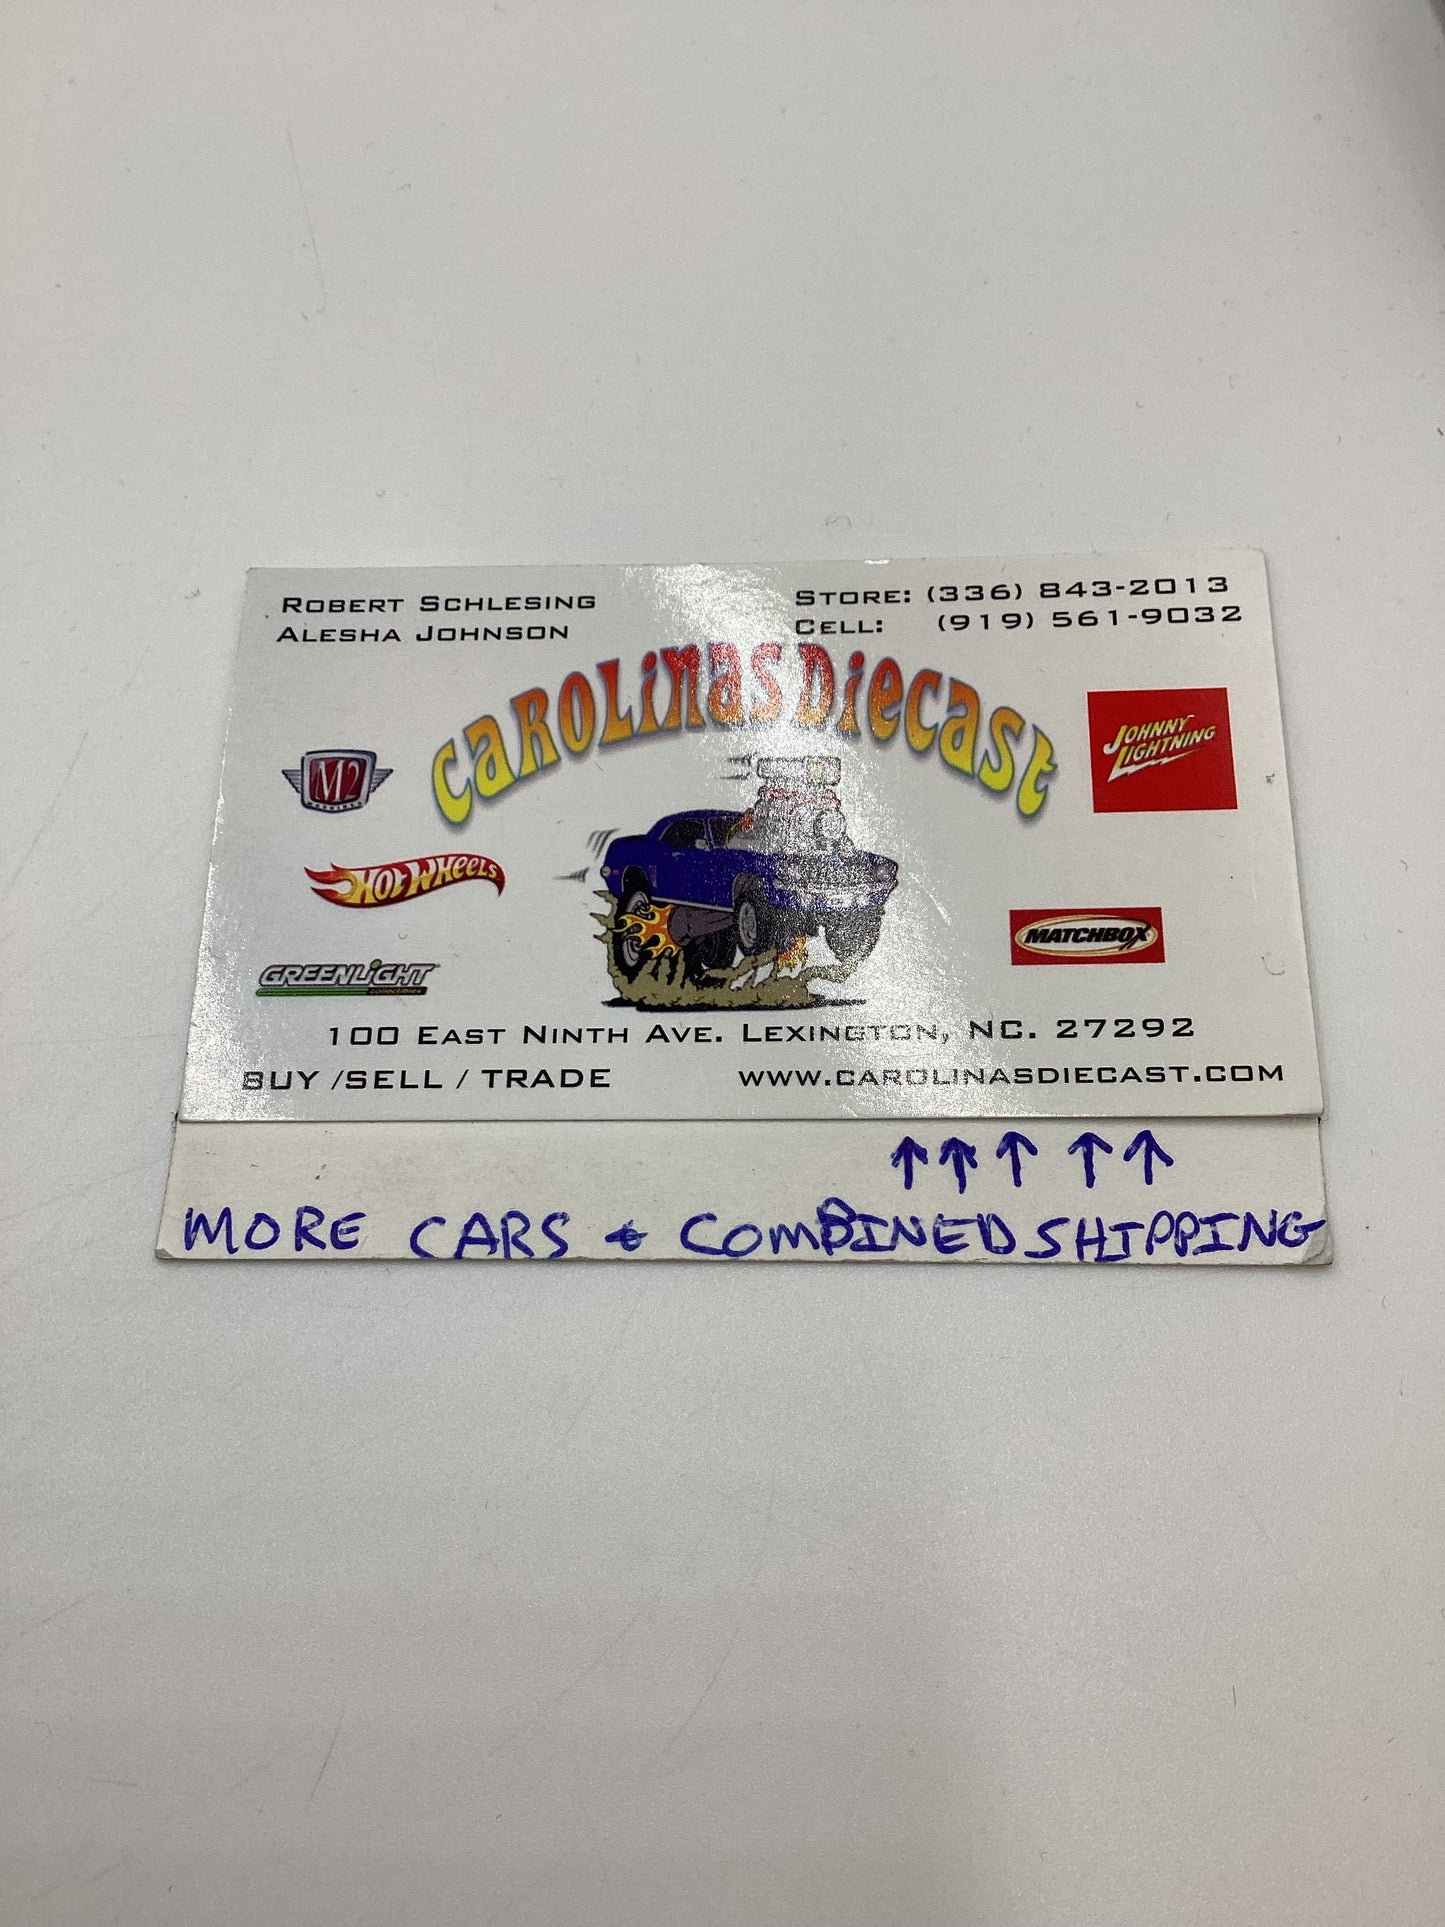 ROBERT SCHLESING
ALESHA JOHNSON
STORE: (336) 843-2013
CELL: (919) 561-9032
CAROLINAS DIECAST
M2
MACHINES
HOT WHEELS
GREENLIGHT
collectibles
JOHNNY
LIGHTNING
MATCHBOX
100 EAST NINTH AVE. LEXINGTON, NC. 27292
BUY /SELL / TRADE
WWW.CAROLINASDIECAST.COM
↑↑↑ ↑↑
MORE CARS & COMBINED SHIPPING